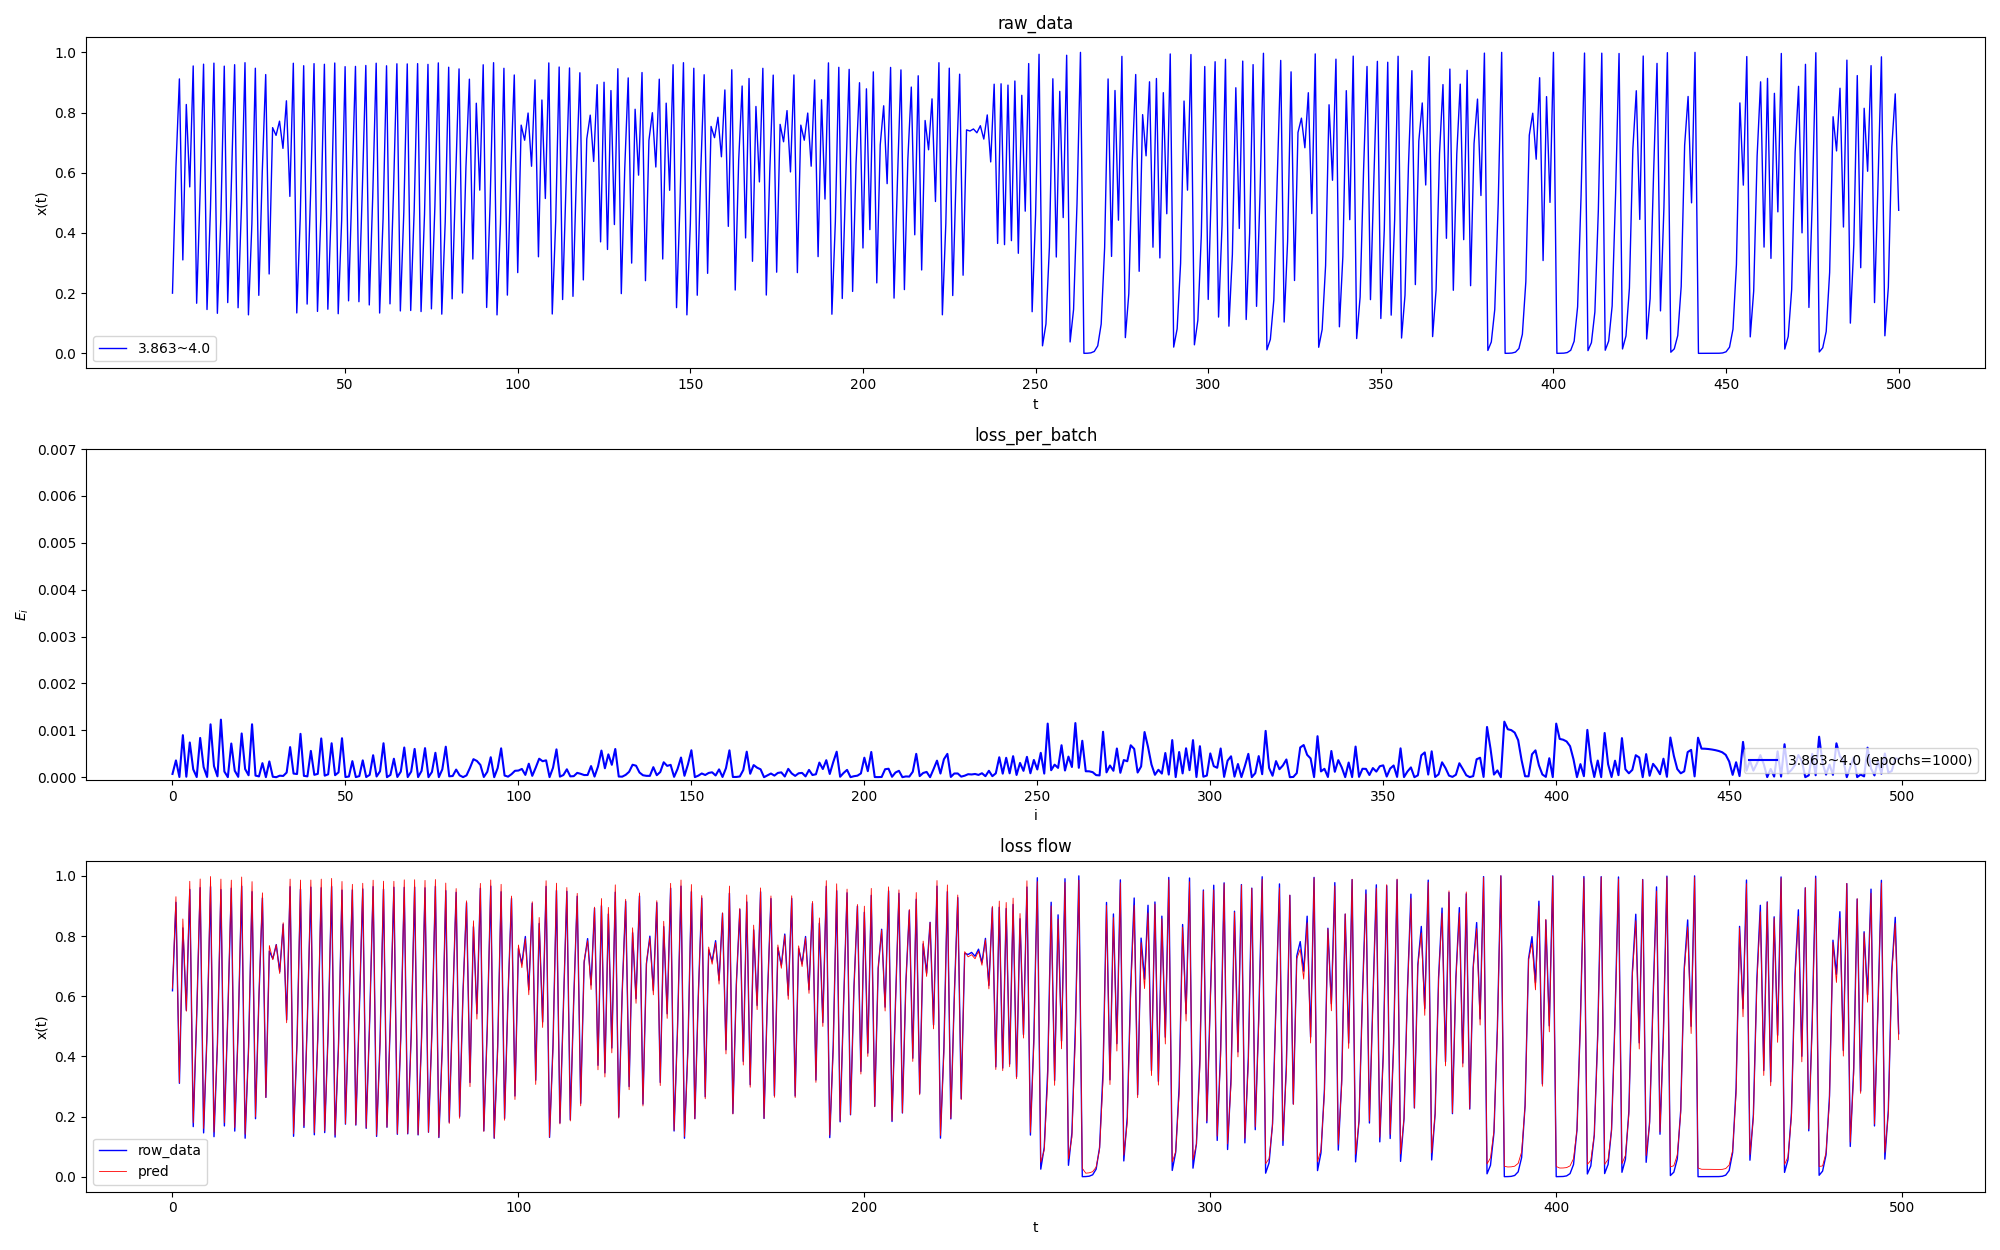 raw_data
1.0
0.8
0.6
0.4
0.2
0.0
x(t)
3.863~4.0
50 100 150 200 250 300 350 400 450 500
t
loss_per_batch
0.007
0.006
0.005
0.004
0.003
0.002
0.001
0.000
E_i
3.863~4.0 (epochs=1000)
0 50 100 150 200 250 300 350 400 450 500
i
loss flow
1.0
0.8
0.6
0.4
0.2
0.0
x(t)
row_data
pred
0 100 200 300 400 500
t